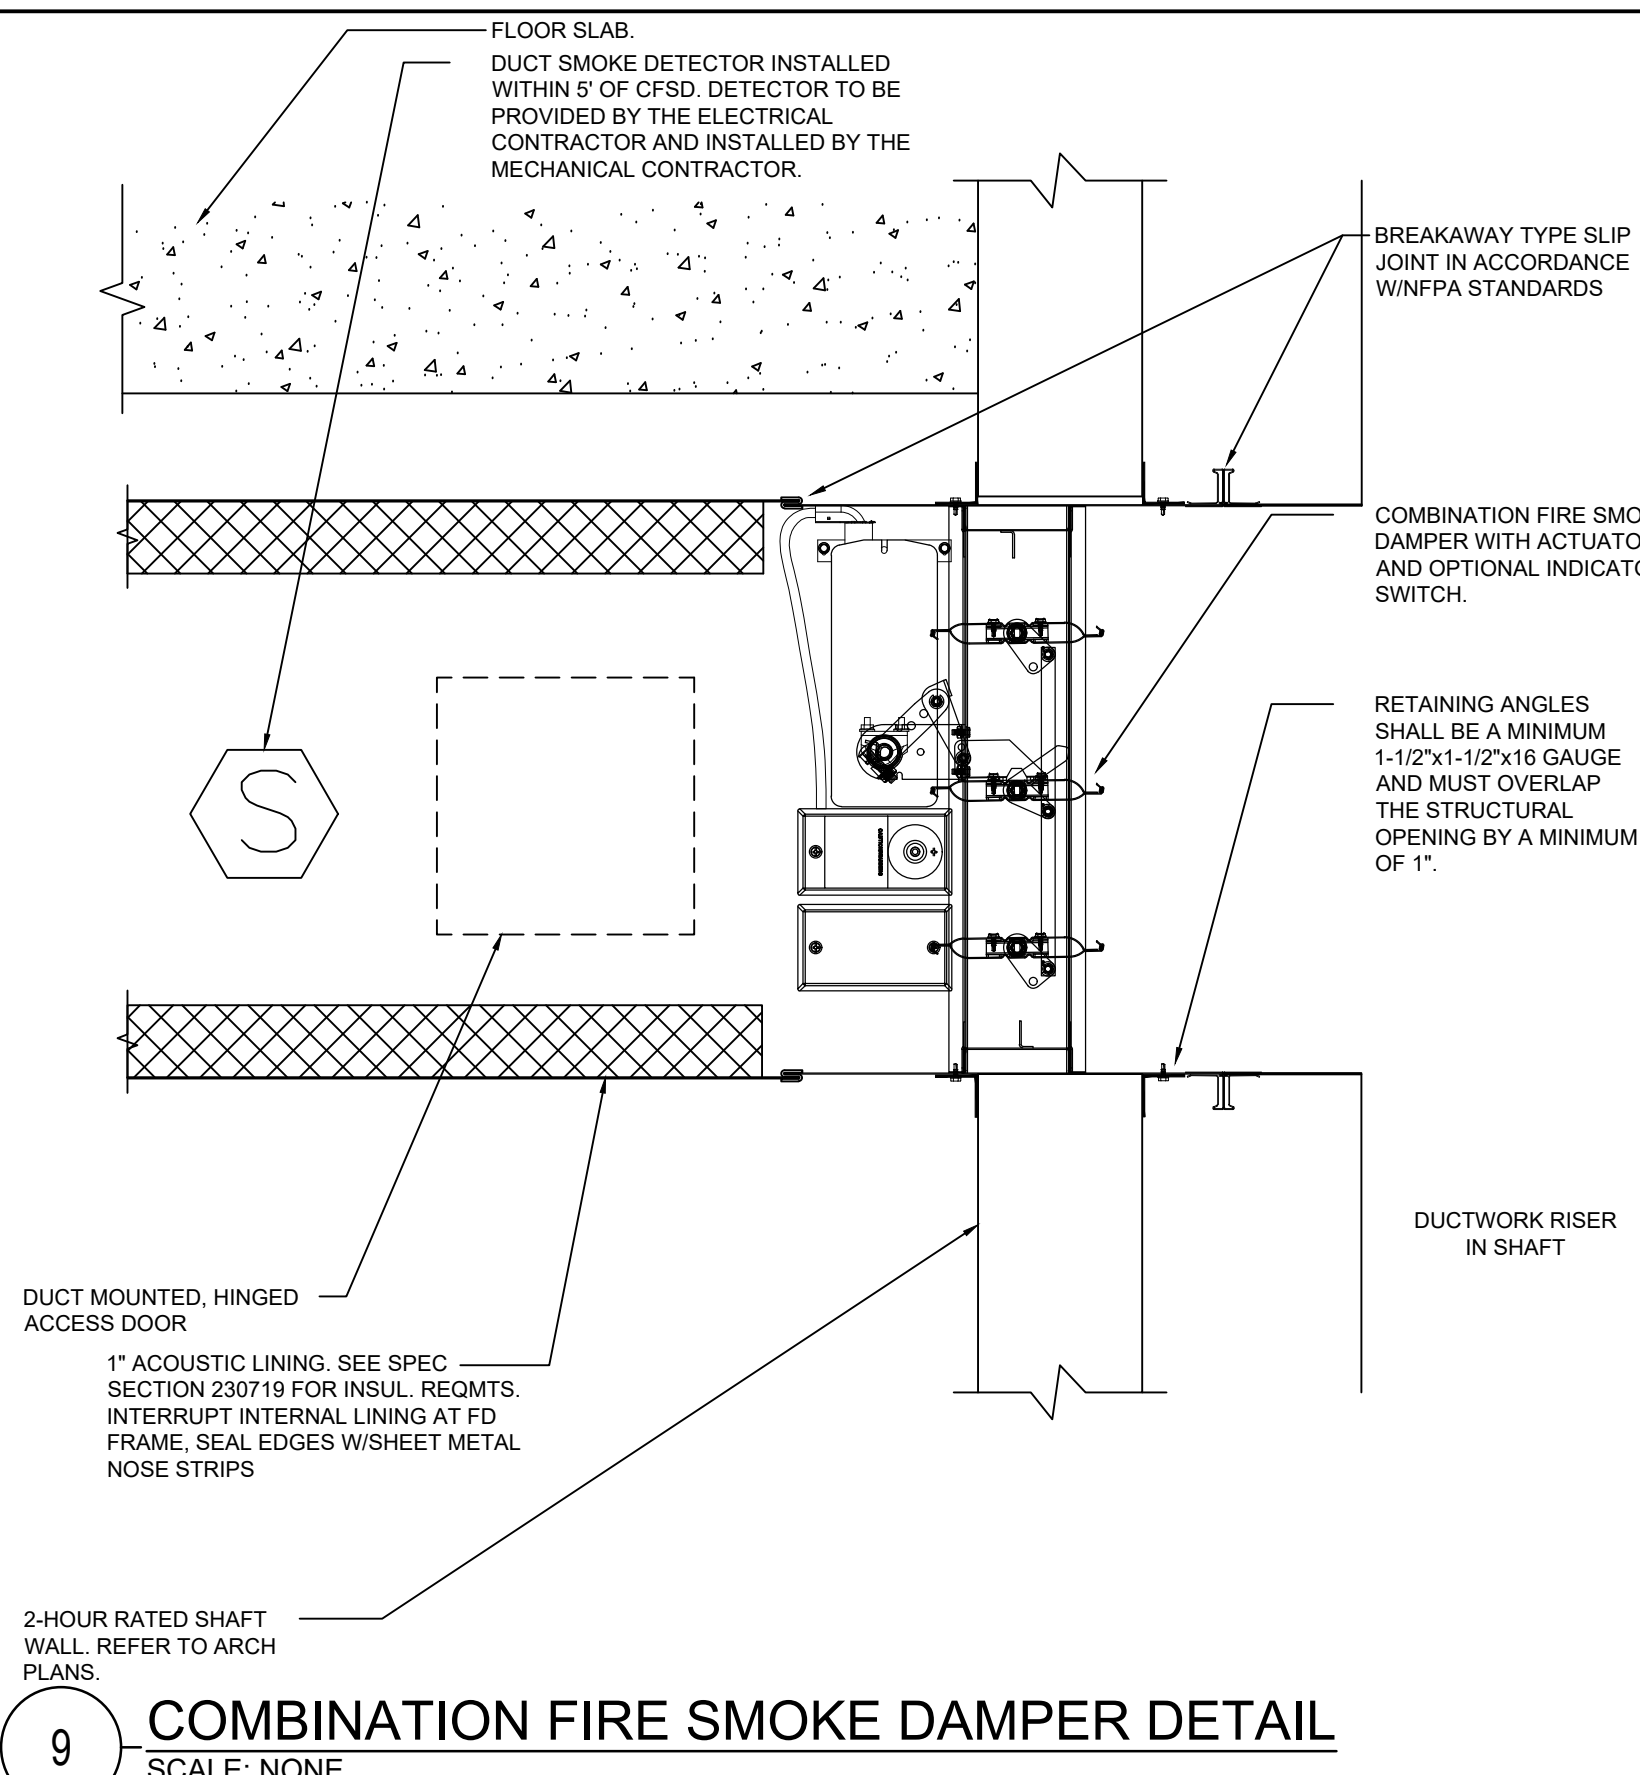 FLOOR SLAB.
DUCT SMOKE DETECTOR INSTALLED
WITHIN 5' OF CFSD. DETECTOR TO BE
PROVIDED BY THE ELECTRICAL
CONTRACTOR AND INSTALLED BY THE
MECHANICAL CONTRACTOR.
BREAKAWAY TYPE SLIP
JOINT IN ACCORDANCE
W/NFPA STANDARDS
COMBINATION FIRE SMO
DAMPER WITH ACTUATO
AND OPTIONAL INDICATO
SWITCH.
RETAINING ANGLES
SHALL BE A MINIMUM
1-1/2"x1-1/2"x16 GAUGE
AND MUST OVERLAP
THE STRUCTURAL
OPENING BY A MINIMUM
OF 1".
S
DUCTWORK RISER
IN SHAFT
DUCT MOUNTED, HINGED
ACCESS DOOR
1" ACOUSTIC LINING. SEE SPEC
SECTION 230719 FOR INSUL. REQMTS.
INTERRUPT INTERNAL LINING AT FD
FRAME, SEAL EDGES W/SHEET METAL
NOSE STRIPS
2-HOUR RATED SHAFT
WALL. REFER TO ARCH
PLANS.
9
COMBINATION FIRE SMOKE DAMPER DETAIL
SCALE: NONE